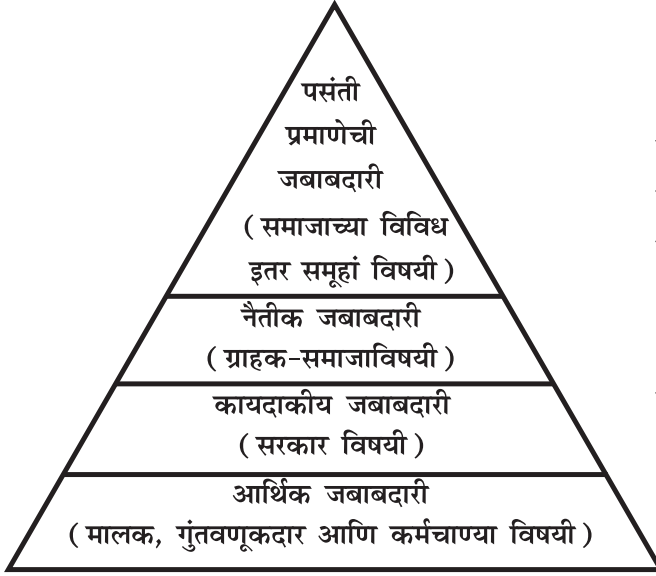 पसंती
प्रमाणेची
जबाबदारी
( समाजाच्या विविध
इतर समूहां विषयी )
नैतीक जबाबदारी
( ग्राहक-समाजाविषयी )
कायदाकीय जबाबदारी
( सरकार विषयी )
आर्थिक जबाबदारी
( मालक, गुंतवणूकदार आणि कर्मचाण्या विषयी )